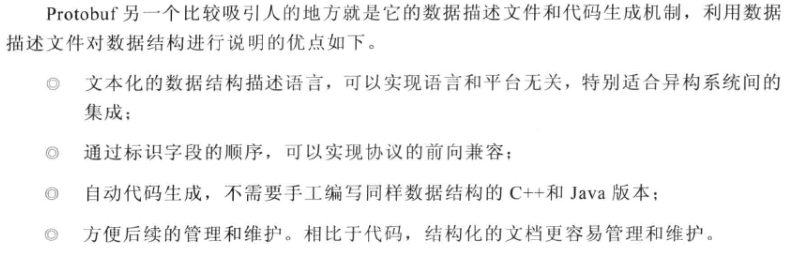 Protobuf 另一个比较吸引人的地方就是它的数据描述文件和代码生成机制，利用数据
描述文件对数据结构进行说明的优点如下。
◎ 文本化的数据结构描述语言，可以实现语言和平台无关，特别适合异构系统间的
集成；
◎ 通过标识字段的顺序，可以实现协议的前向兼容；
◎ 自动代码生成，不需要手工编写同样数据结构的 C++和 Java 版本；
◎ 方便后续的管理和维护。相比于代码，结构化的文档更容易管理和维护。